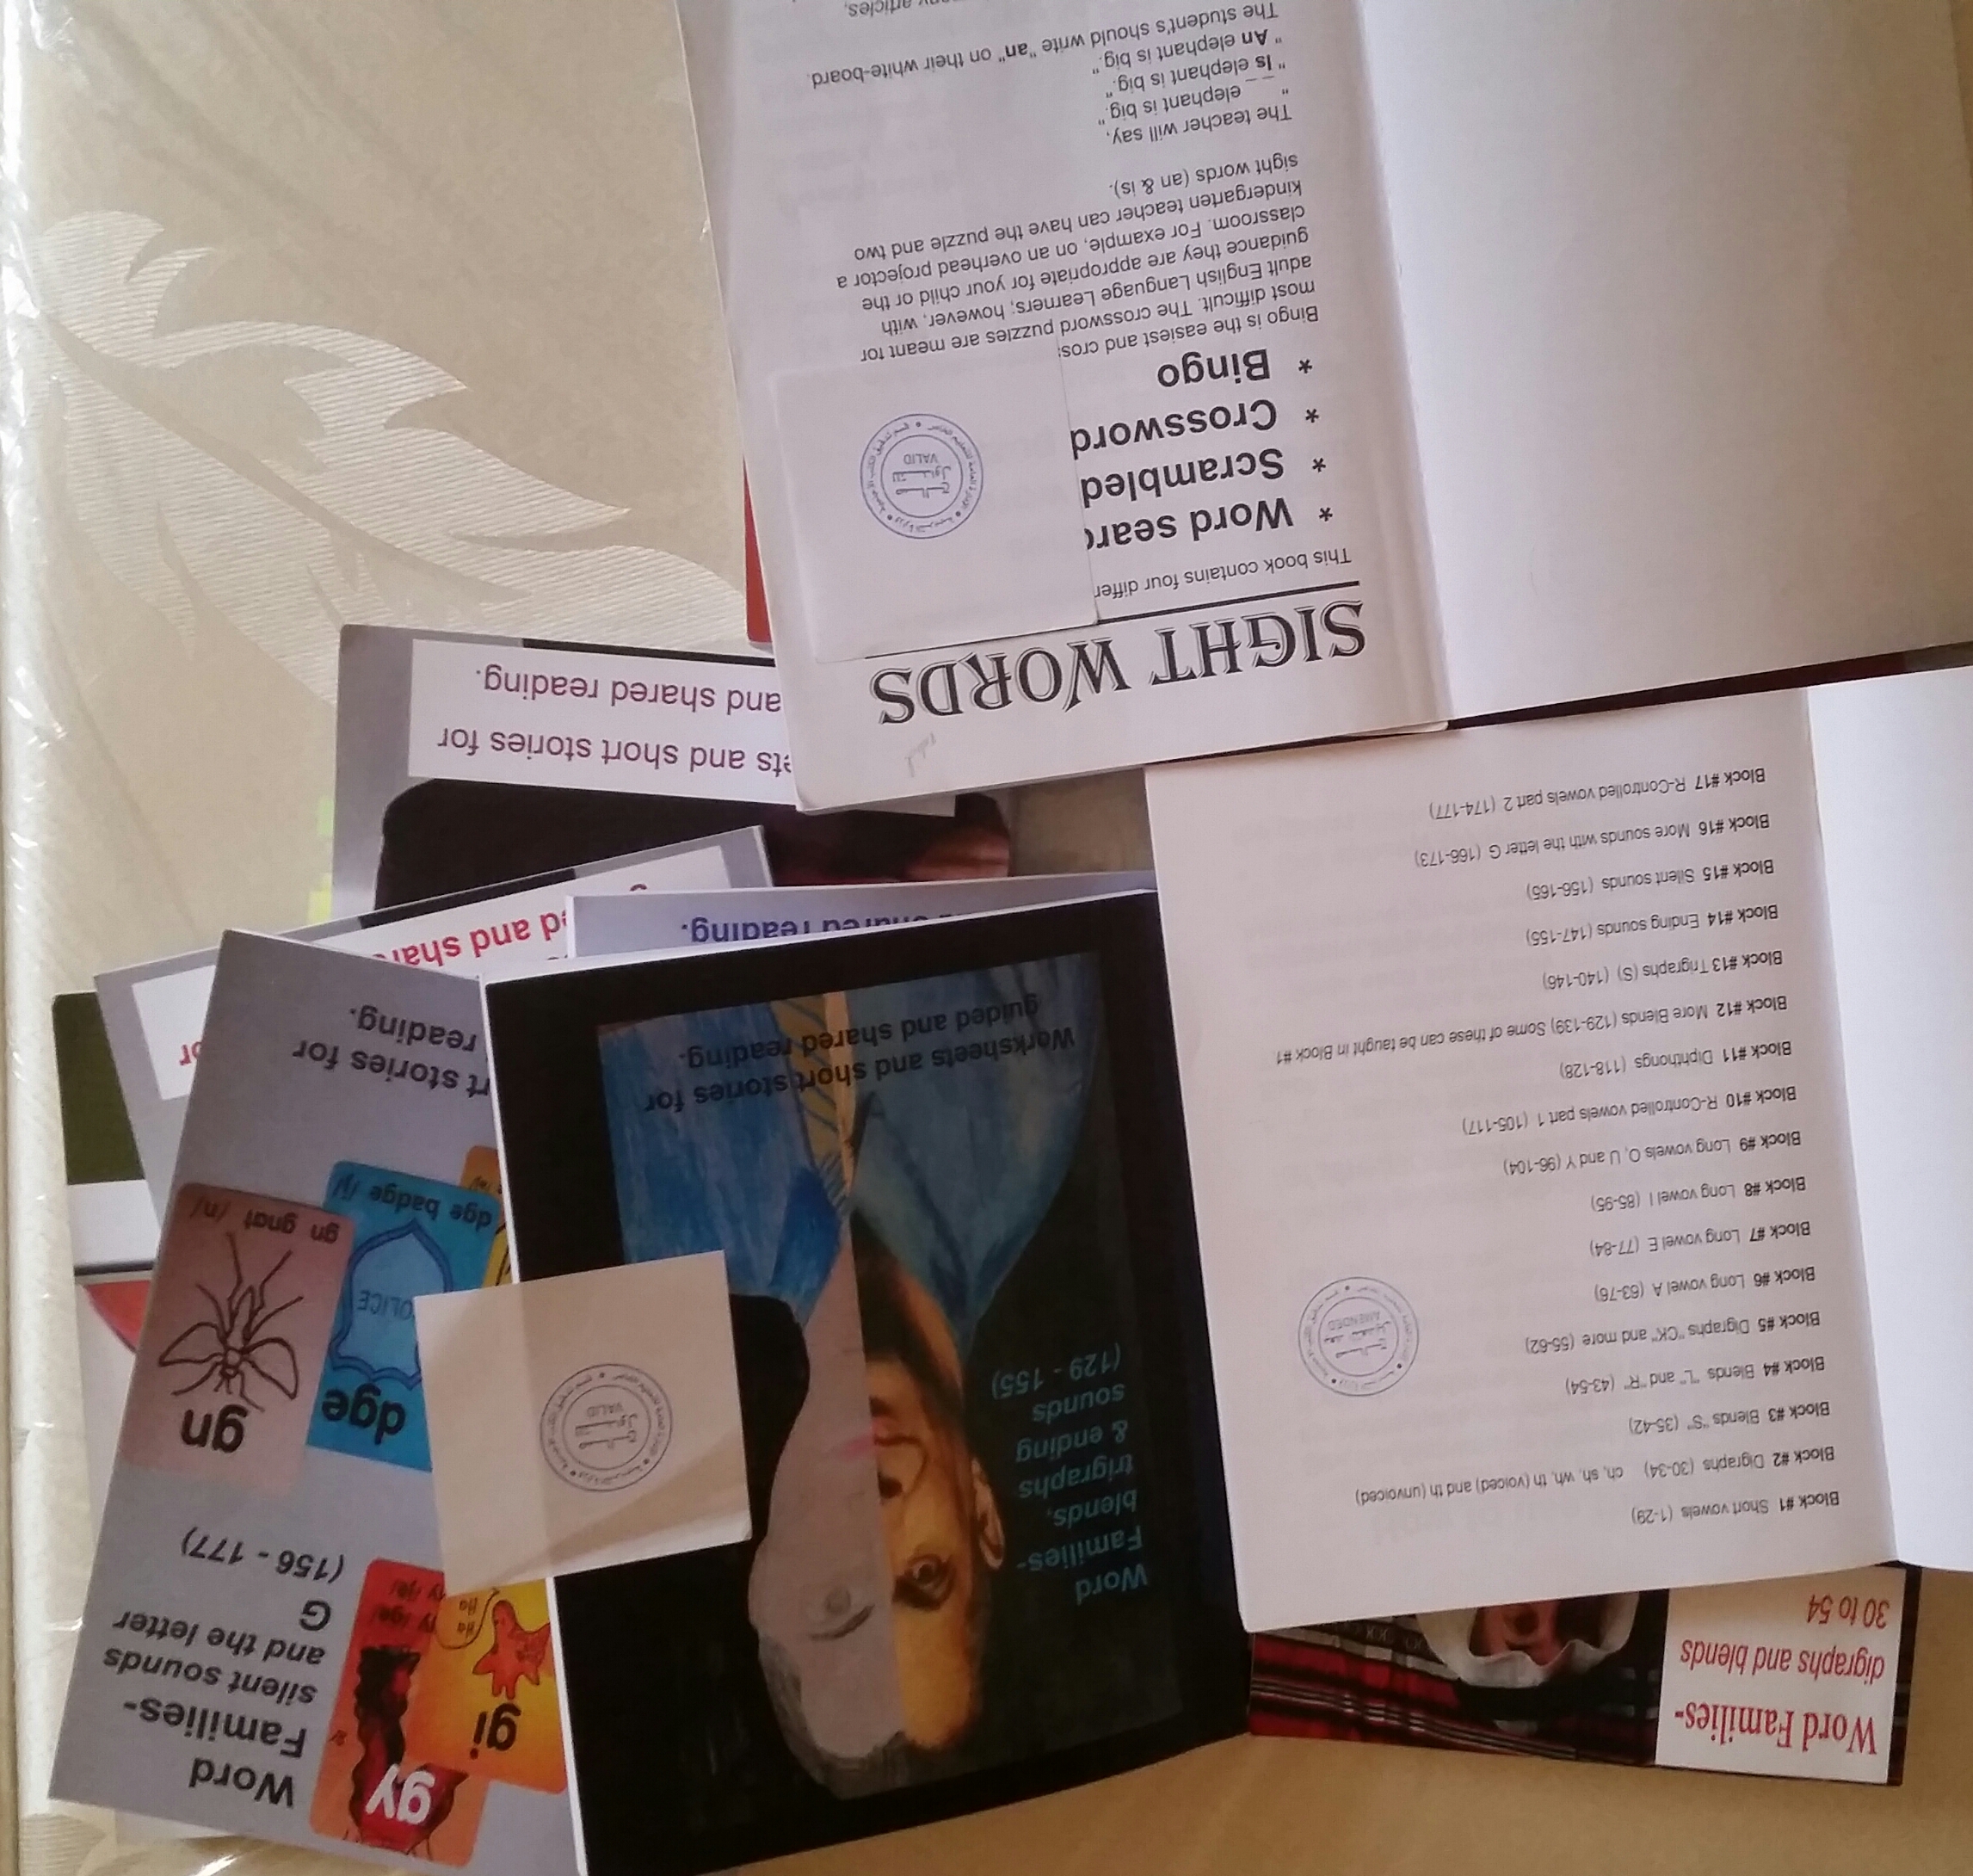 SIGHT WORDS
This book contains four differ
* Word searc
* Scrambled
* Crossword
* Bingo
Bingo is the easiest and cros
most difficult. The crossword puzzles are meant for
adult English Language Learners; however, with
guidance they are appropriate for your child or the
classroom. For example, on an overhead projector a
kindergarten teacher can have the puzzle and two
sight words (an & is).
The teacher will say,
" _ _ elephant is big."
" Is elephant is big."
" An elephant is big."
The student's should write "an" on their white-board.
articles,
VALID
Word Families-
digraphs and blends
30 to 54
Block #1 Short vowels (1-29)
Block #2 Digraphs (30-34) ch, sh, wh, th (voiced) and th (unvoiced)
Block #3 Blends "S" (35-42)
Block #4 Blends "L" and "R" (43-54)
Block #5 Digraphs "CK" and more (55-62)
Block #6 Long vowel A (63-76)
Block #7 Long vowel E (77-84)
Block #8 Long vowel I (85-95)
Block #9 Long vowels O, U and Y (96-104)
Block #10 R-Controlled vowels part 1 (105-117)
Block #11 Diphthongs (118-128)
Block #12 More Blends (129-139) Some of these can be taught in Block #1
Block #13 Trigraphs (S) (140-146)
Block #14 Ending sounds (147-155)
Block #15 Silent sounds (156-165)
Block #16 More sounds with the letter G (166-173)
Block #17 R-Controlled vowels part 2 (174-177)
AMENDED
Word
Families-
blends,
trigraphs
& ending
sounds
(129 - 155)
Worksheets and short stories for
guided and shared reading.
VALID
Word
Families-
silent sounds
and the letter
G
(156 - 177)
gy
gi
dge
POLICE
dge badge /j/
gn
gn gnat /n/
rt stories for
reading.
ed and share
or
shared reading.
ets and short stories for
and shared reading.